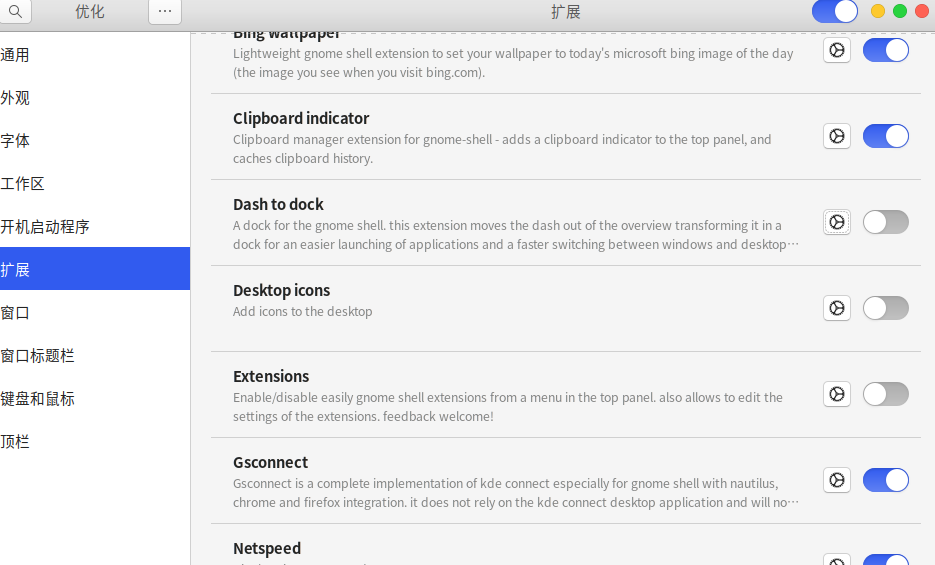 优化
扩展
通用
外观
字体
工作区
开机启动程序
扩展
窗口
窗口标题栏
键盘和鼠标
顶栏
Bing wallpaper
Lightweight gnome shell extension to set your wallpaper to today's microsoft bing image of the day
(the image you see when you visit bing.com).
Clipboard indicator
Clipboard manager extension for gnome-shell - adds a clipboard indicator to the top panel, and
caches clipboard history.
Dash to dock
A dock for the gnome shell. this extension moves the dash out of the overview transforming it in a
dock for an easier launching of applications and a faster switching between windows and desktop…
Desktop icons
Add icons to the desktop
Extensions
Enable/disable easily gnome shell extensions from a menu in the top panel. also allows to edit the
settings of the extensions. feedback welcome!
Gsconnect
Gsconnect is a complete implementation of kde connect especially for gnome shell with nautilus,
chrome and firefox integration. it does not rely on the kde connect desktop application and will no…
Netspeed